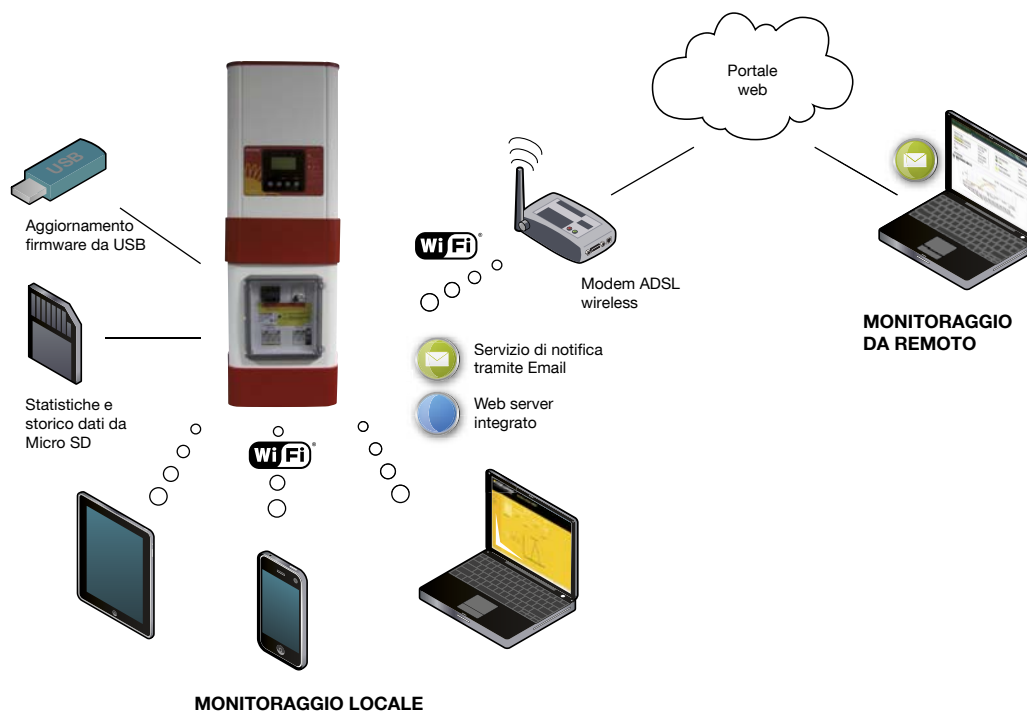 Portale
web
USB
Aggiornamento
firmware da USB
WiFi
Modem ADSL
wireless
MONITORAGGIO
DA REMOTO
Servizio di notifica
tramite Email
Statistiche e
storico dati da
Micro SD
Web server
integrato
WiFi
MONITORAGGIO LOCALE